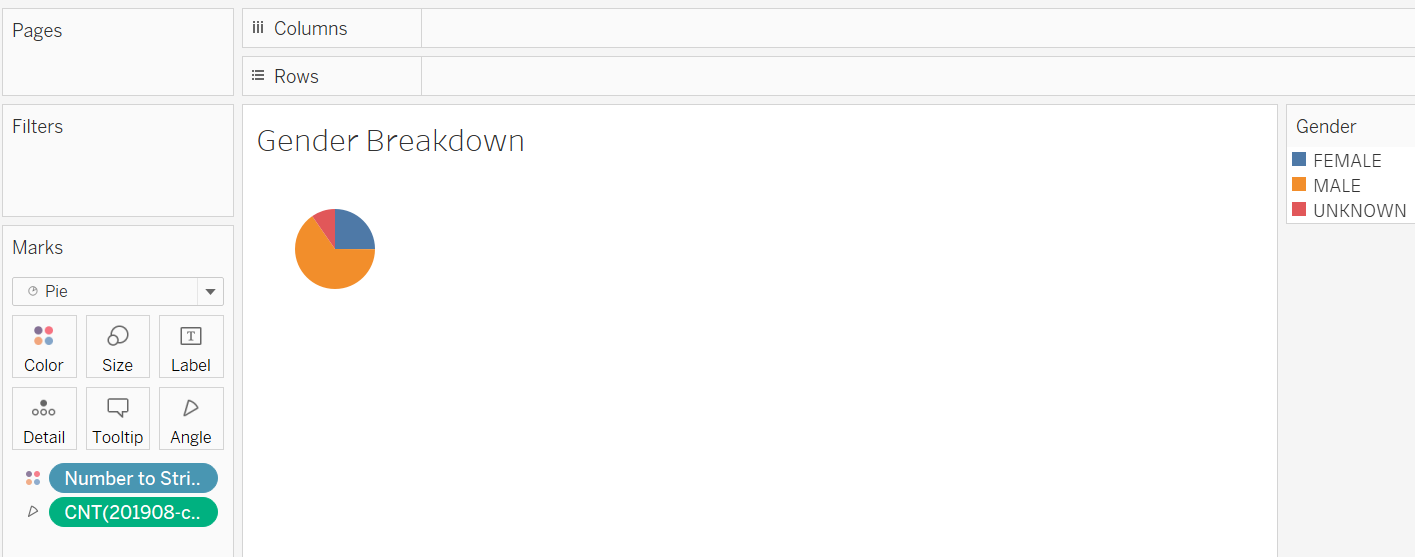 Pages
Columns
Rows
Filters
Gender Breakdown
Gender
FEMALE
MALE
UNKNOWN
Marks
Pie
Color
Size
T
Label
Detail
Tooltip
Angle
Number to Stri..
CNT(201908-c..